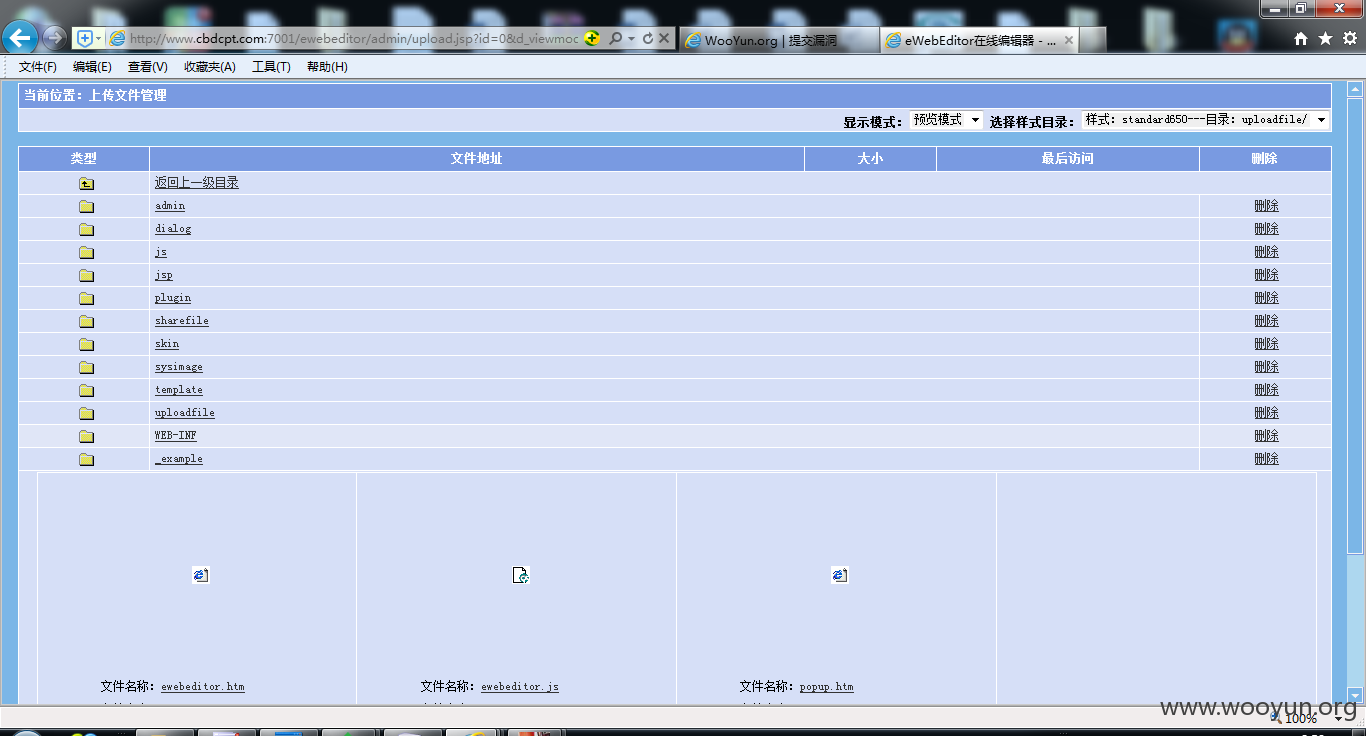 http://www.cbdcpt.com:7001/ewebeditor/admin/upload.jsp?id=0&d_viewmoc
WooYun.org | 提交漏洞
eWebEditor在线编辑器 - ...
文件(F) 编辑(E) 查看(V) 收藏夹(A) 工具(T) 帮助(H)
当前位置：上传文件管理
显示模式： 预览模式 选择样式目录： 样式：standard650---目录：uploadfile/
类型 文件地址 大小 最后访问 删除
返回上一级目录
admin 删除
dialog 删除
js 删除
jsp 删除
plugin 删除
sharefile 删除
skin 删除
sysimage 删除
template 删除
uploadfile 删除
WEB-INF 删除
_example 删除
文件名称：ewebeditor.htm 文件名称：ewebeditor.js 文件名称：popup.htm
www.wooyun.org
100%